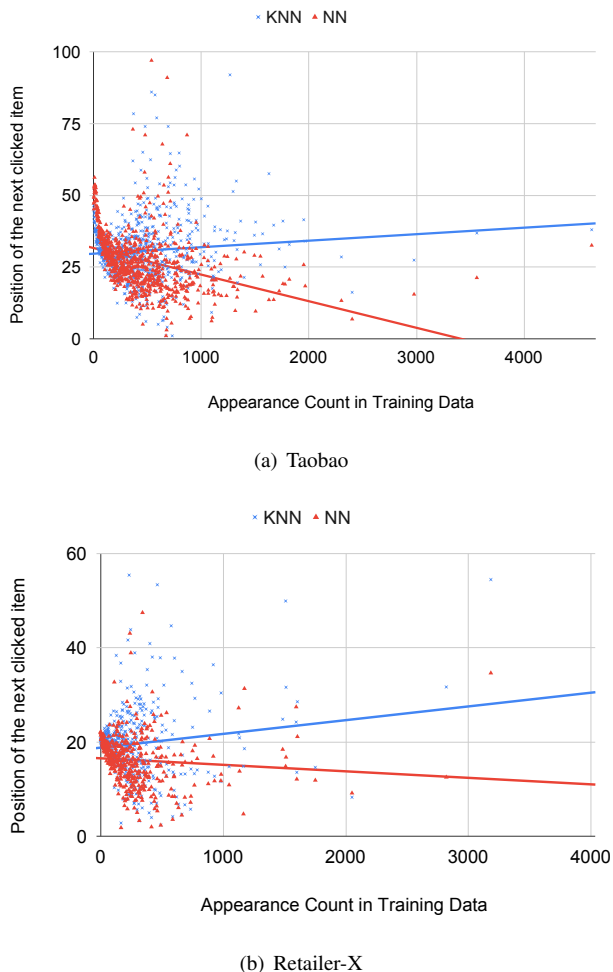 KNN NN
100
75
50
25
0
Position of the next clicked item
0 1000 2000 3000 4000
Appearance Count in Training Data
(a) Taobao
KNN NN
60
40
20
0
Position of the next clicked item
0 1000 2000 3000 4000
Appearance Count in Training Data
(b) Retailer-X